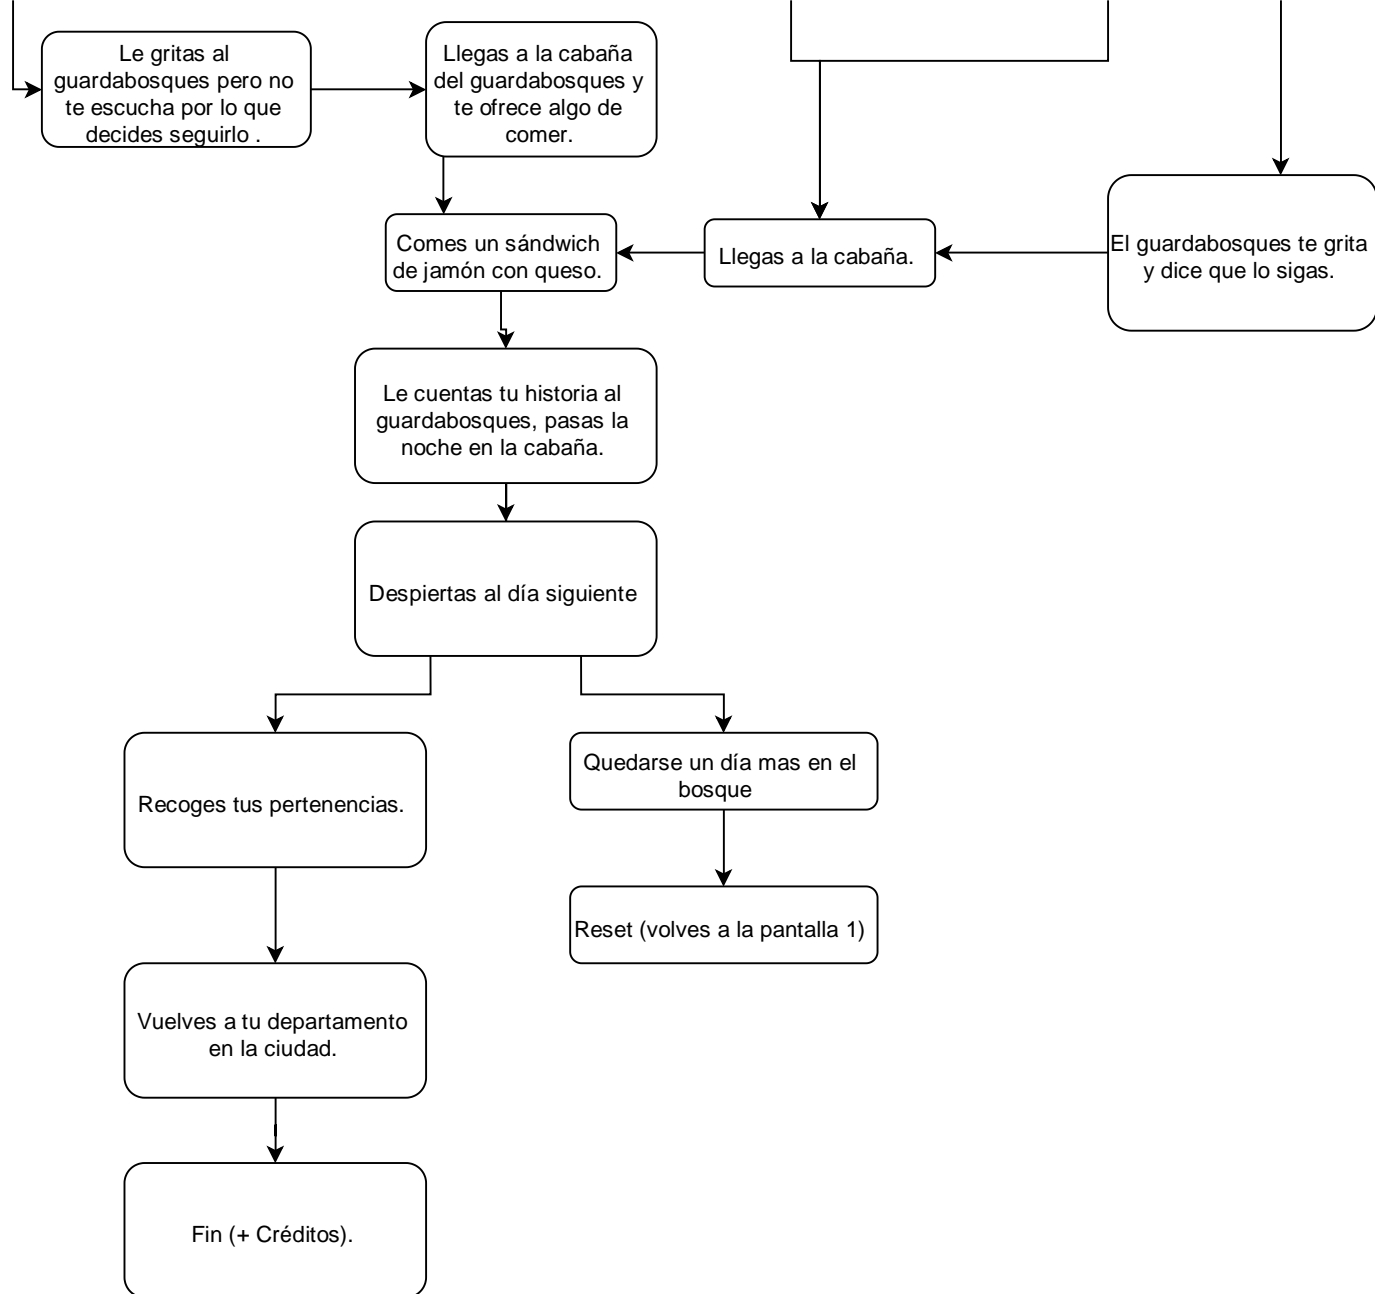 Le gritas al
guardabosques pero no
te escucha por lo que
decides seguirlo .
Llegas a la cabaña
del guardabosques y
te ofrece algo de
comer.
El guardabosques te grita
y dice que lo sigas.
Llegas a la cabaña.
Comes un sándwich
de jamón con queso.
Le cuentas tu historia al
guardabosques, pasas la
noche en la cabaña.
Despiertas al día siguiente
Recoges tus pertenencias.
Quedarse un día mas en el
bosque
Reset (volves a la pantalla 1)
Vuelves a tu departamento
en la ciudad.
Fin (+ Créditos).